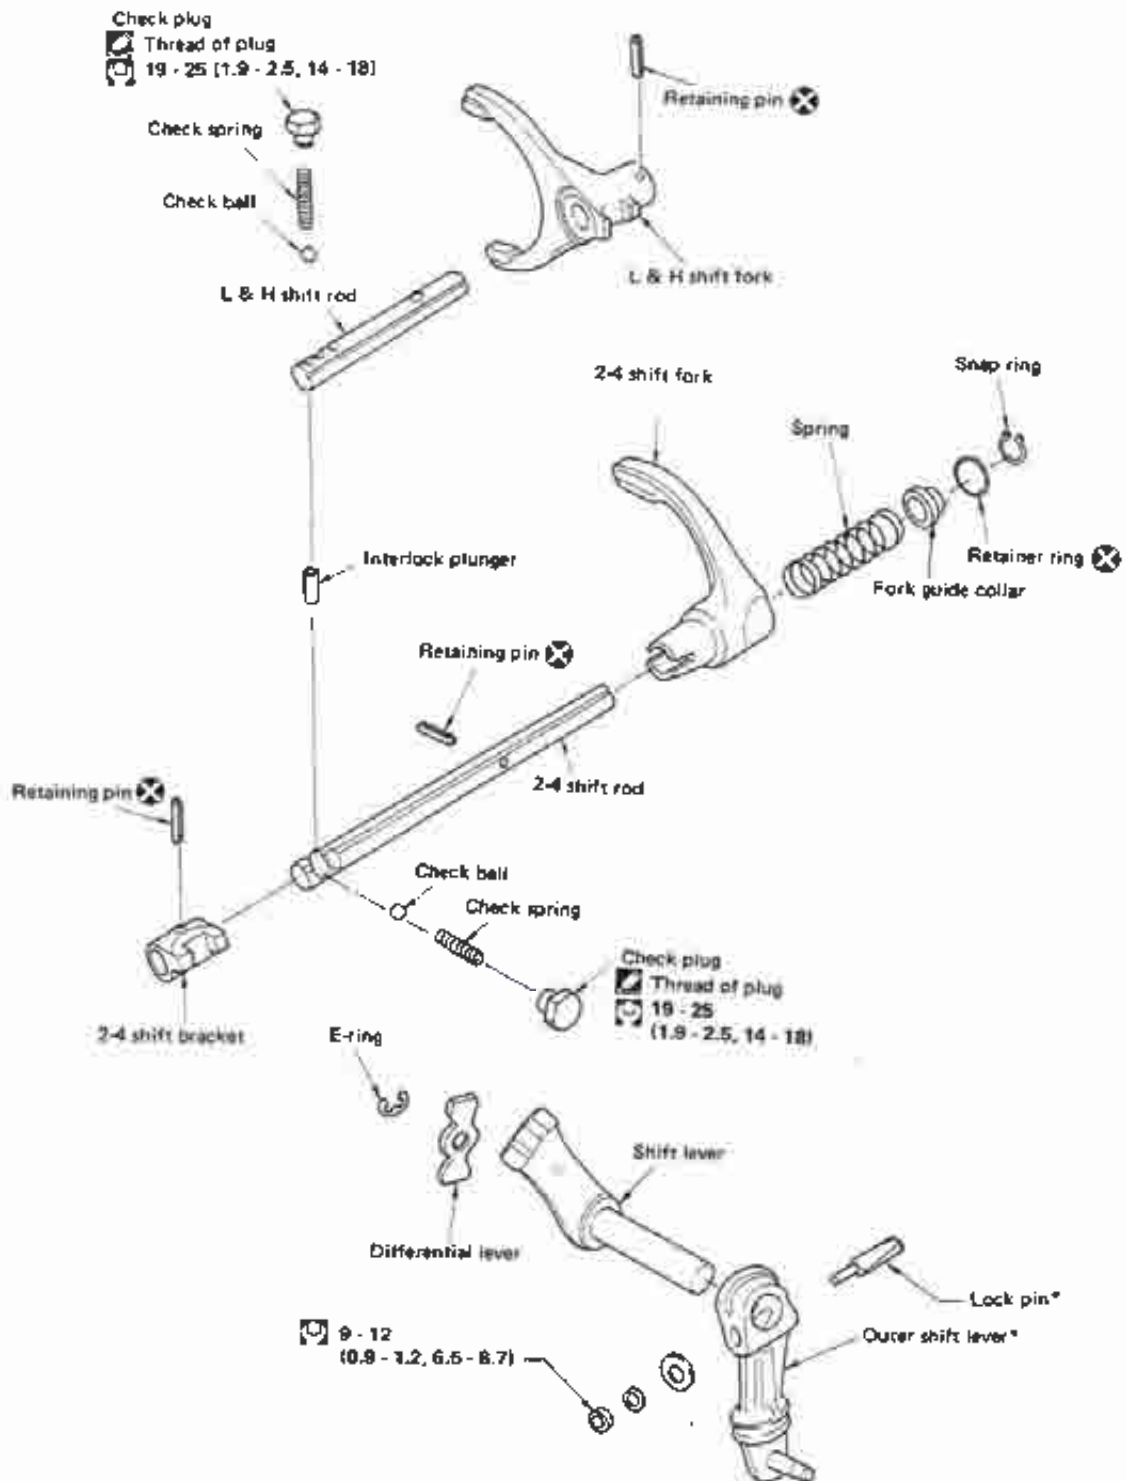 Check plug
Thread of plug
19 - 25 (1.9 - 2.5, 14 - 18)
Retaining pin
Check spring
Check ball
L & H shift rod
L & H shift fork
2-4 shift fork
Snap ring
Spring
Interlock plunger
Retainer ring
Fork guide collar
Retaining pin
2-4 shift rod
Retaining pin
Check ball
Check spring
Check plug
Thread of plug
19 - 25
(1.9 - 2.5, 14 - 18)
2-4 shift bracket
E-ring
Shift lever
Differential lever
Lock pin*
Outer shift lever*
9 - 12
(0.9 - 1.2, 6.5 - 8.7)